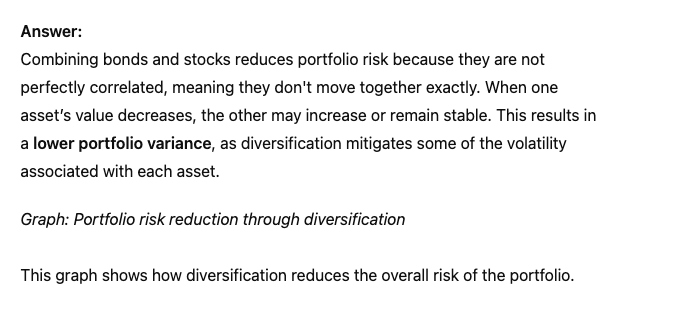 Answer:
Combining bonds and stocks reduces portfolio risk because they are not
perfectly correlated, meaning they don't move together exactly. When one
asset’s value decreases, the other may increase or remain stable. This results in
a lower portfolio variance, as diversification mitigates some of the volatility
associated with each asset.
Graph: Portfolio risk reduction through diversification
This graph shows how diversification reduces the overall risk of the portfolio.